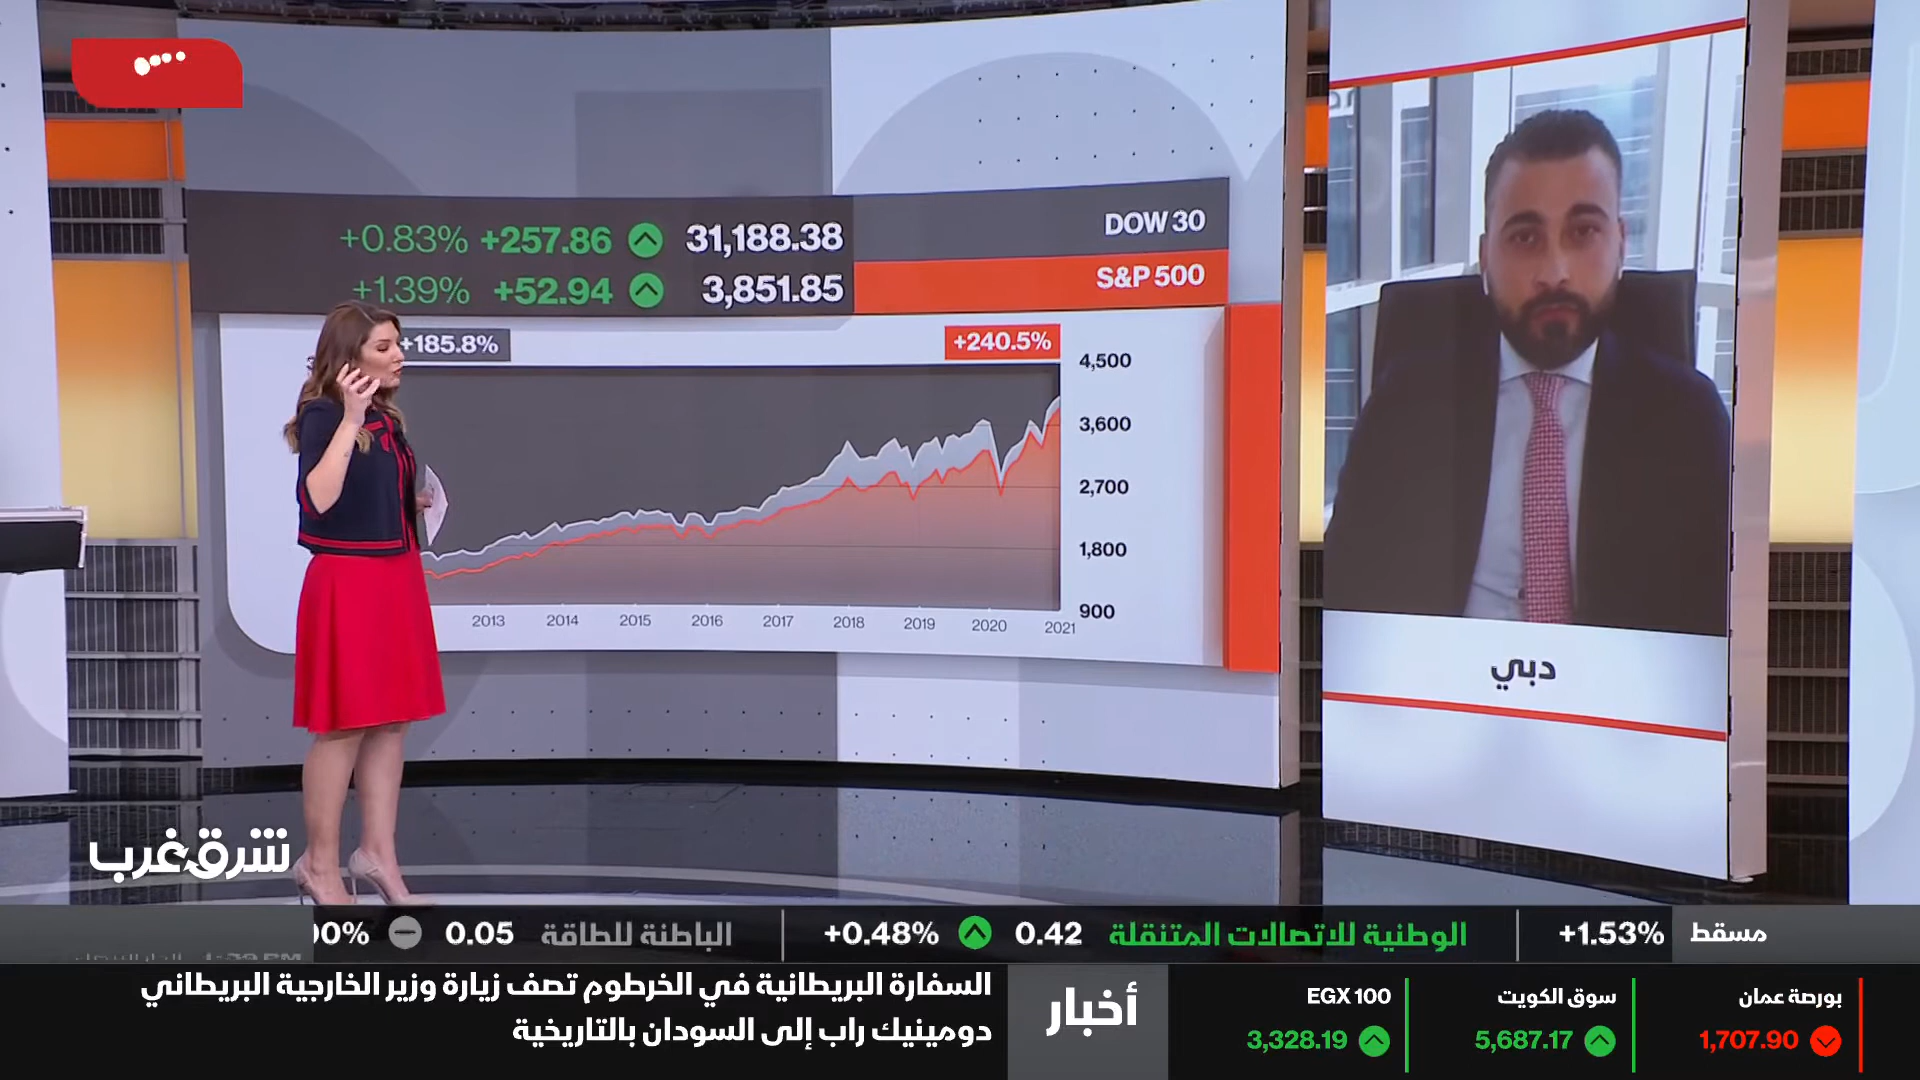 DOW 30
31,188.38 +257.86 +0.83%
S&P 500
3,851.85 +52.94 +1.39%
+185.8%
+240.5%
4,500
3,600
2,700
1,800
900
2013 2014 2015 2016 2017 2018 2019 2020 2021
دبي
شرق غرب
مسقط +1.53% الوطنية للاتصالات المتنقلة 0.42 +0.48% الباطنة للطاقة 0.05
بورصة عمان
1,707.90
سوق الكويت
5,687.17
EGX 100
3,328.19
أخبار
السفارة البريطانية في الخرطوم تصف زيارة وزير الخارجية البريطاني
دومينيك راب إلى السودان بالتاريخية